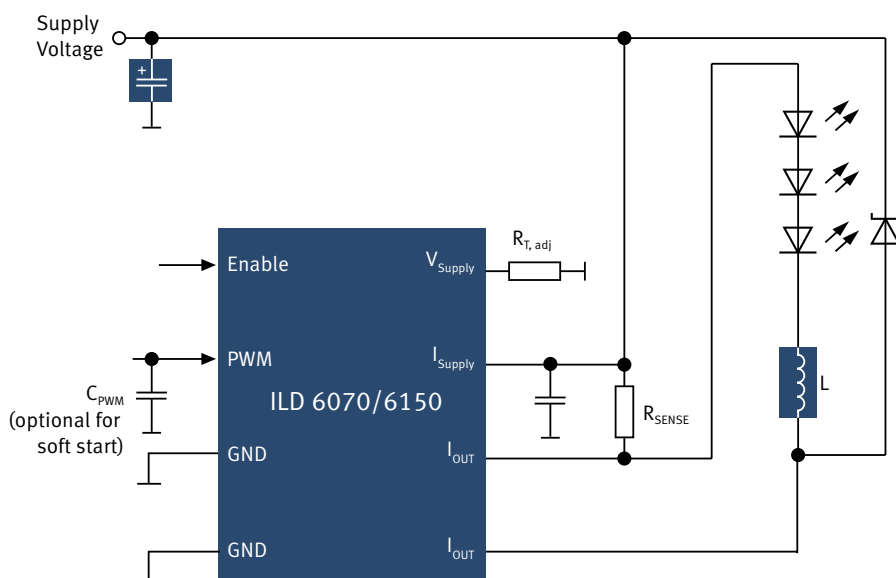 Supply
Voltage
+
R_T, adj
Enable
V_Supply
PWM
I_Supply
C_PWM
(optional for
soft start)
ILD 6070/6150
R_SENSE
L
GND
I_OUT
GND
I_OUT